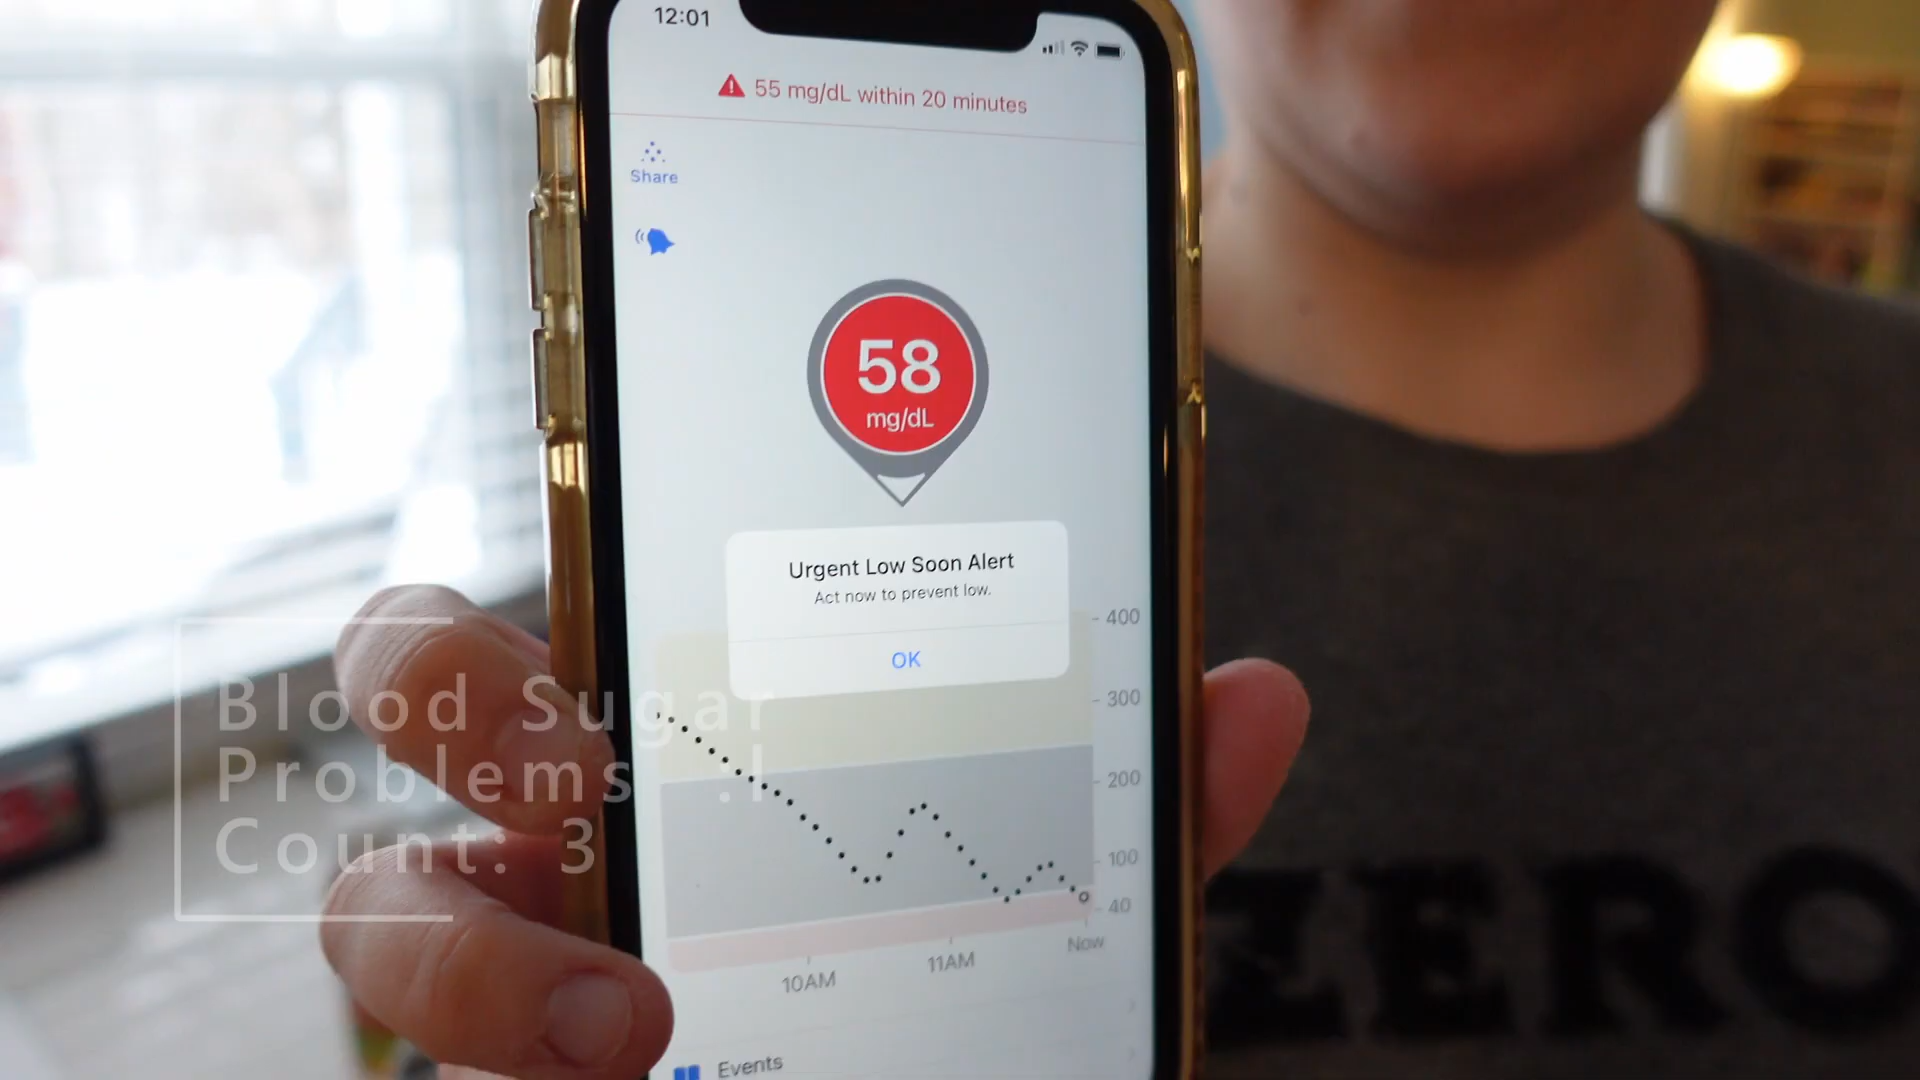 12:01
55 mg/dL within 20 minutes
Share
58
mg/dL
Urgent Low Soon Alert
Act now to prevent low.
OK
400
300
200
100
40
10AM
11AM
Now
Events
Blood Sugar
Problems :l
Count: 3
ZERO